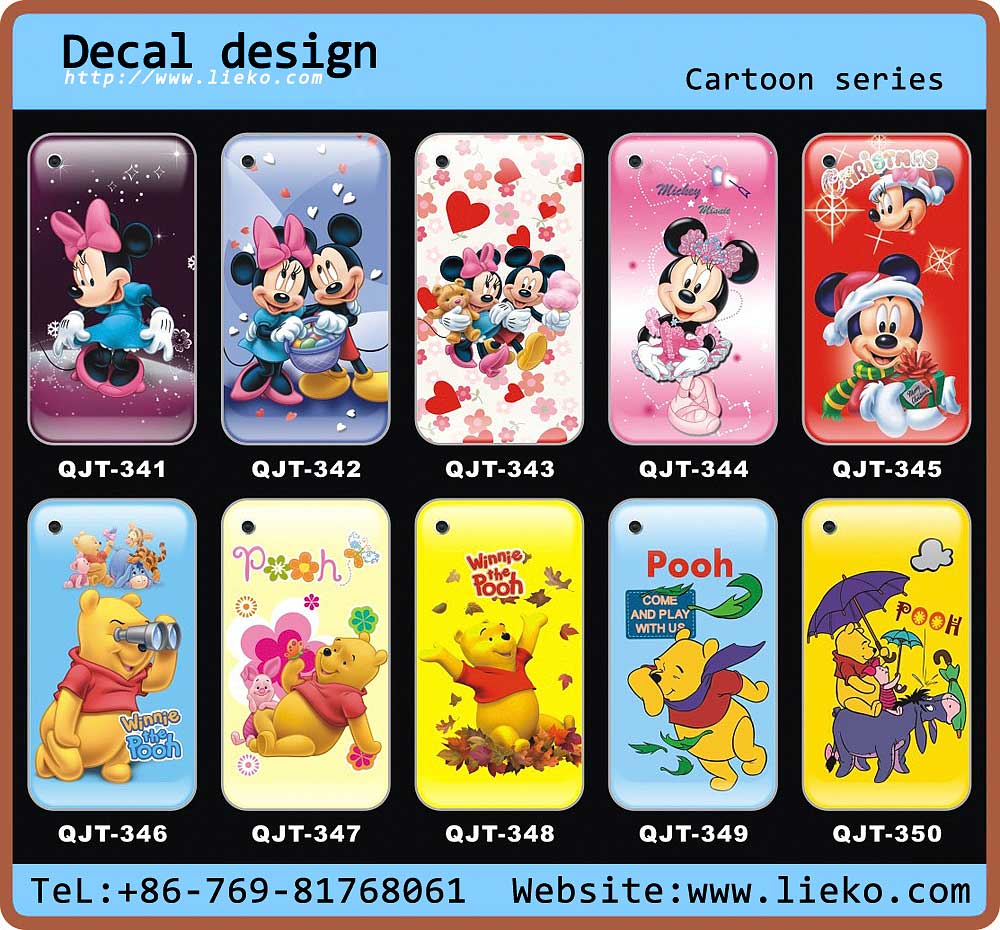 Decal design
http://www.lieko.com
Cartoon series
Mickey
Minnie
CHRISTMAS
Merry Christmas
QJT-341
QJT-342
QJT-343
QJT-344
QJT-345
Winnie
the
Pooh
Pooh
Winnie
the
Pooh
Pooh
COME
AND PLAY
WITH US
POOH
QJT-346
QJT-347
QJT-348
QJT-349
QJT-350
TeL:+86-769-81768061
Website:www.lieko.com